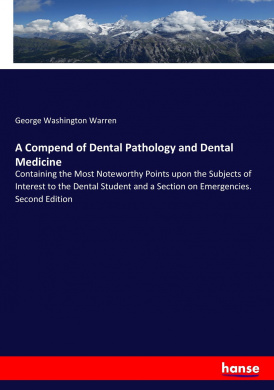 George Washington Warren
A Compend of Dental Pathology and Dental
Medicine
Containing the Most Noteworthy Points upon the Subjects of
Interest to the Dental Student and a Section on Emergencies.
Second Edition
hanse